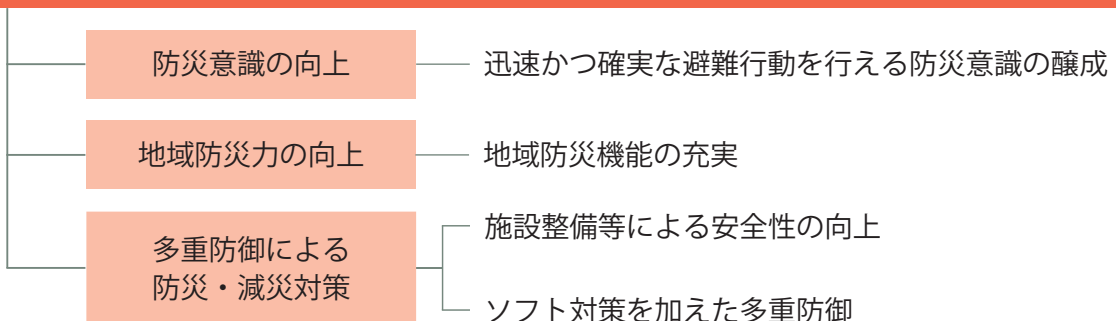 防災意識の向上
迅速かつ確実な避難行動を行える防災意識の醸成
地域防災力の向上
地域防災機能の充実
多重防御による
防災・減災対策
施設整備等による安全性の向上
ソフト対策を加えた多重防御